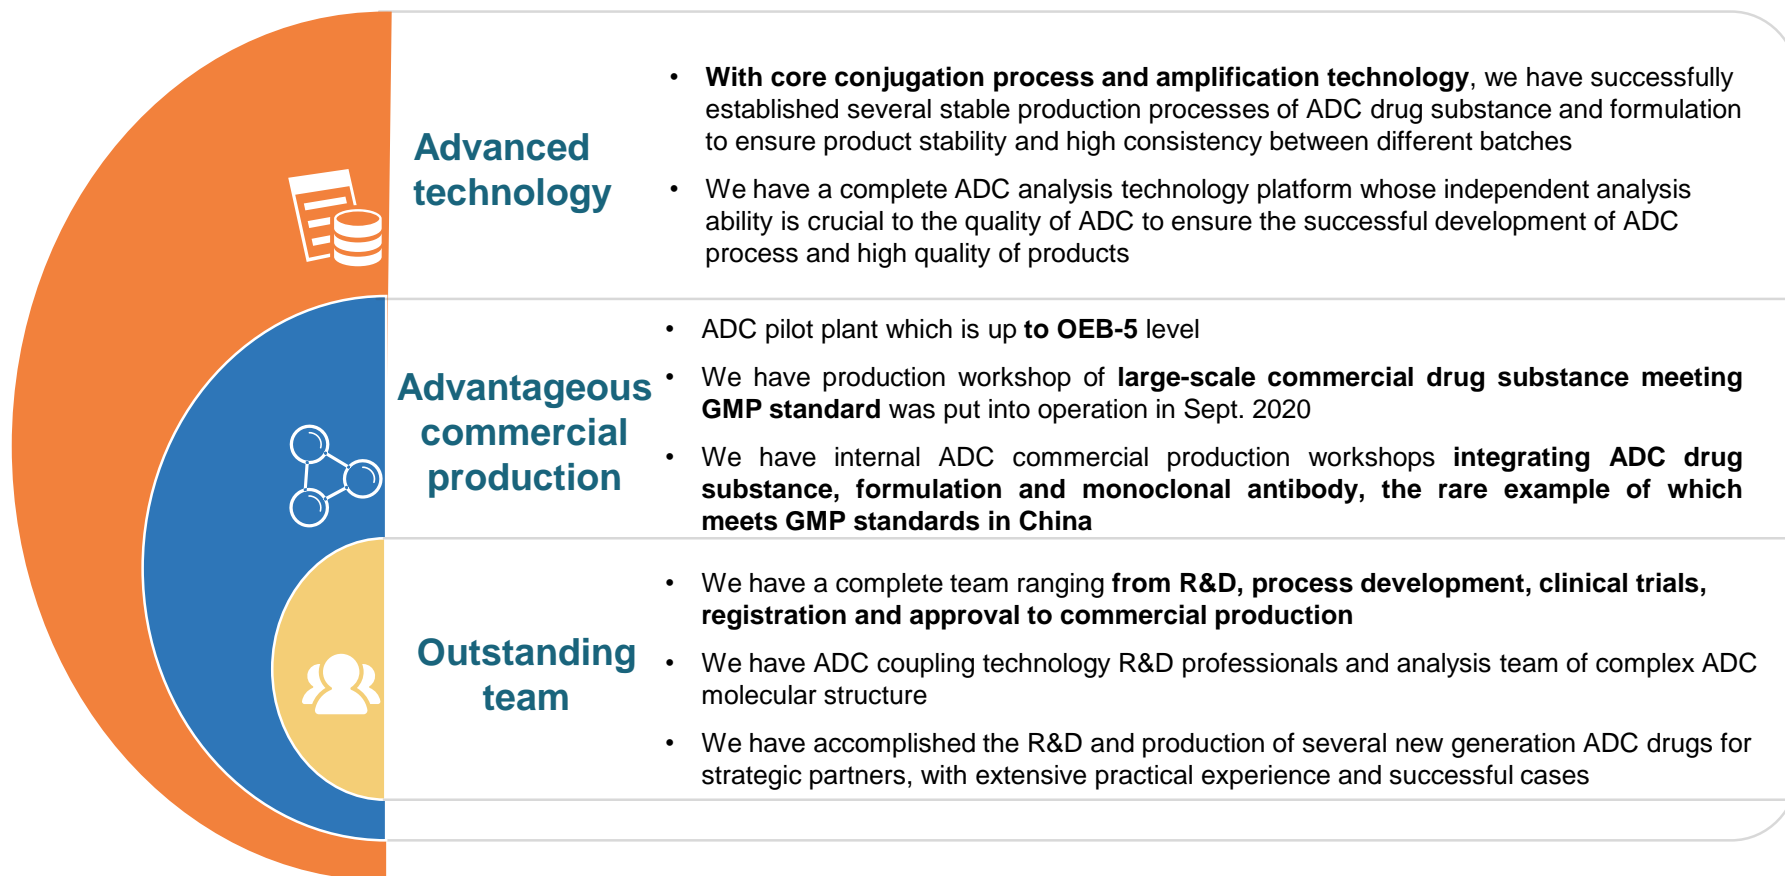 Advanced
technology
• With core conjugation process and amplification technology, we have successfully
established several stable production processes of ADC drug substance and formulation
to ensure product stability and high consistency between different batches
• We have a complete ADC analysis technology platform whose independent analysis
ability is crucial to the quality of ADC to ensure the successful development of ADC
process and high quality of products
Advantageous
commercial
production
• ADC pilot plant which is up to OEB-5 level
• We have production workshop of large-scale commercial drug substance meeting
GMP standard was put into operation in Sept. 2020
• We have internal ADC commercial production workshops integrating ADC drug
substance, formulation and monoclonal antibody, the rare example of which
meets GMP standards in China
Outstanding
team
• We have a complete team ranging from R&D, process development, clinical trials,
registration and approval to commercial production
• We have ADC coupling technology R&D professionals and analysis team of complex ADC
molecular structure
• We have accomplished the R&D and production of several new generation ADC drugs for
strategic partners, with extensive practical experience and successful cases